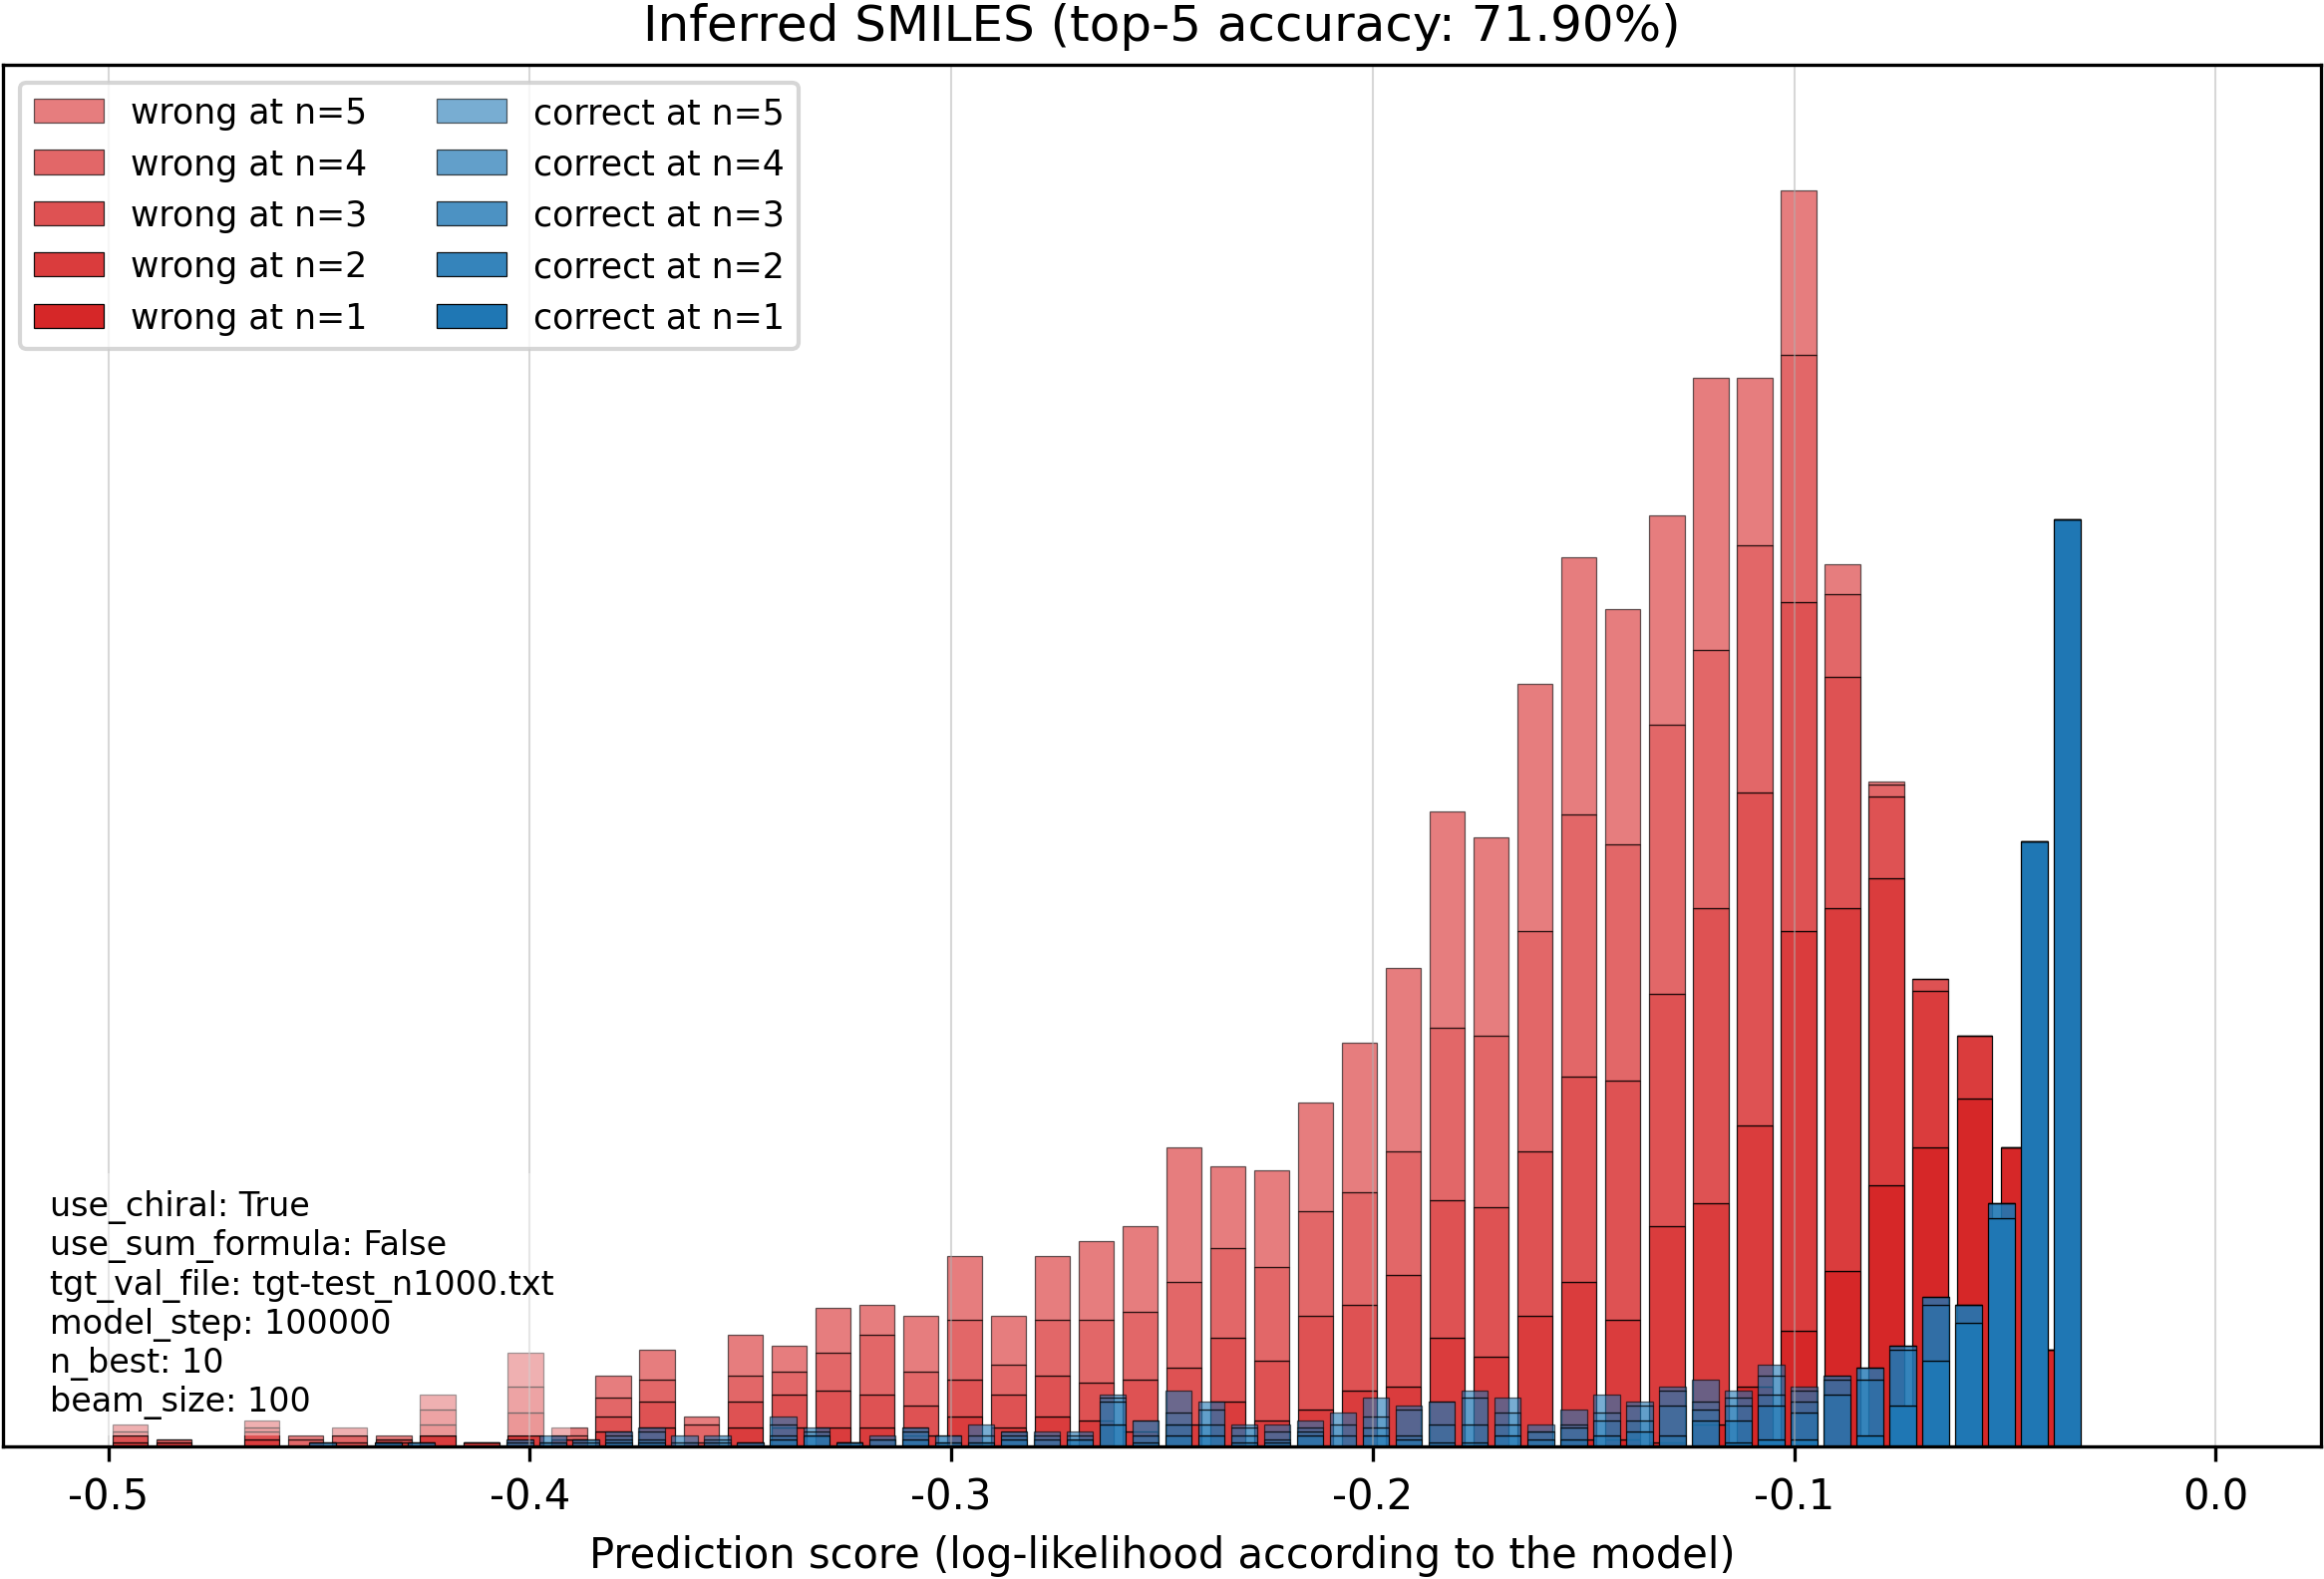 Inferred SMILES (top-5 accuracy: 71.90%)
wrong at n=5
wrong at n=4
wrong at n=3
wrong at n=2
wrong at n=1
correct at n=5
correct at n=4
correct at n=3
correct at n=2
correct at n=1
use_chiral: True
use_sum_formula: False
tgt_val_file: tgt-test_n1000.txt
model_step: 100000
n_best: 10
beam_size: 100
-0.5 -0.4 -0.3 -0.2 -0.1 0.0
Prediction score (log-likelihood according to the model)